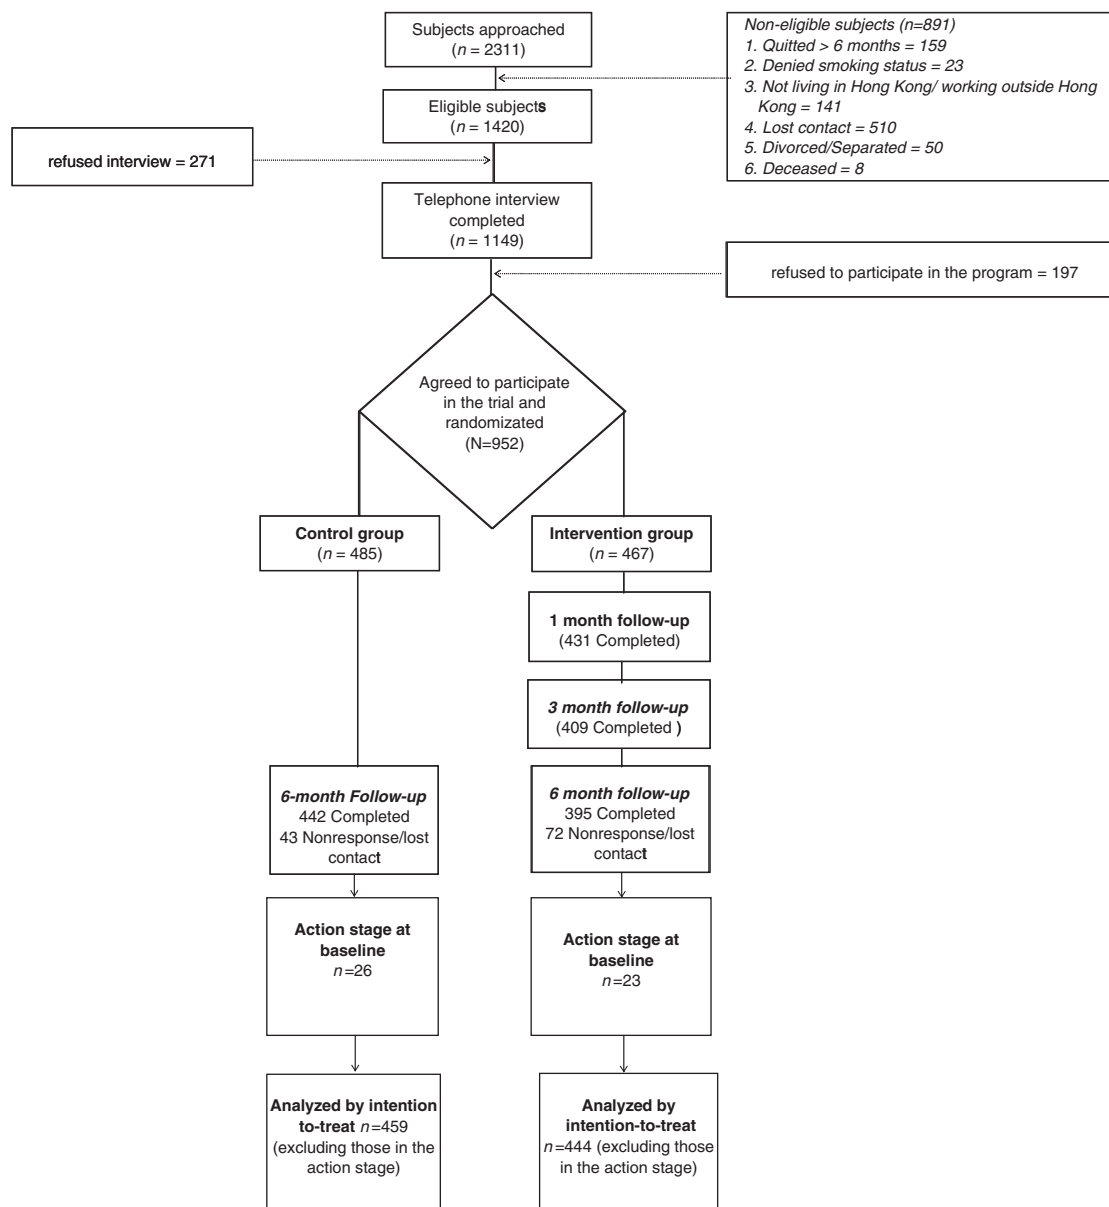 Subjects approached
(n = 2311)
Non-eligible subjects (n=891)
1. Quitted > 6 months = 159
2. Denied smoking status = 23
3. Not living in Hong Kong/ working outside Hong
Kong = 141
4. Lost contact = 510
5. Divorced/Separated = 50
6. Deceased = 8
Eligible subjects
(n = 1420)
refused interview = 271
Telephone interview
completed
(n = 1149)
refused to participate in the program = 197
Agreed to participate
in the trial and
randomizated
(N=952)
Control group
(n = 485)
Intervention group
(n = 467)
1 month follow-up
(431 Completed)
3 month follow-up
(409 Completed )
6-month Follow-up
442 Completed
43 Nonresponse/lost
contact
6 month follow-up
395 Completed
72 Nonresponse/lost
contact
Action stage at
baseline
n=26
Action stage at
baseline
n=23
Analyzed by intention
to-treat n=459
(excluding those in the
action stage)
Analyzed by
intention-to-treat
n=444 (excluding those
in the action stage)